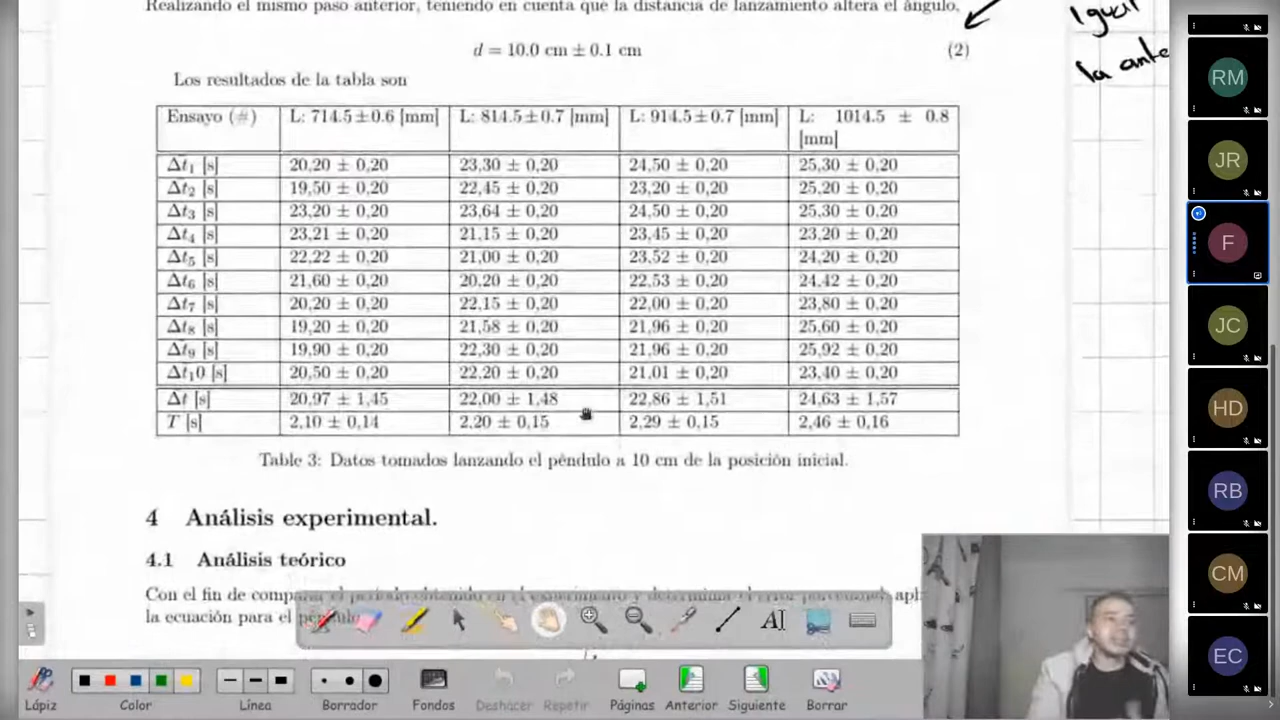 Realizando el mismo paso anterior, teniendo en cuenta que la distancia de lanzamiento altera el ángulo,
d = 10.0 cm ± 0.1 cm (2)
Igual
la ante
Los resultados de la tabla son
Ensayo (#) L: 714.5±0.6 [mm] L: 814.5±0.7 [mm] L: 914.5±0.7 [mm] L: 1014.5 ± 0.8 [mm]
Δt₁ [s] 20,20 ± 0,20 23,30 ± 0,20 24,50 ± 0,20 25,30 ± 0,20
Δt₂ [s] 19,50 ± 0,20 22,45 ± 0,20 23,20 ± 0,20 25,20 ± 0,20
Δt₃ [s] 23,20 ± 0,20 23,64 ± 0,20 24,50 ± 0,20 25,30 ± 0,20
Δt₄ [s] 23,21 ± 0,20 21,15 ± 0,20 23,45 ± 0,20 23,20 ± 0,20
Δt₅ [s] 22,22 ± 0,20 21,00 ± 0,20 23,52 ± 0,20 24,20 ± 0,20
Δt₆ [s] 21,60 ± 0,20 20,20 ± 0,20 22,53 ± 0,20 24,42 ± 0,20
Δt₇ [s] 20,20 ± 0,20 22,15 ± 0,20 22,00 ± 0,20 23,80 ± 0,20
Δt₈ [s] 19,20 ± 0,20 21,58 ± 0,20 21,96 ± 0,20 25,60 ± 0,20
Δt₉ [s] 19,90 ± 0,20 22,30 ± 0,20 21,96 ± 0,20 25,92 ± 0,20
Δt₁0 [s] 20,50 ± 0,20 22,20 ± 0,20 21,01 ± 0,20 23,40 ± 0,20
Δt [s] 20,97 ± 1,45 22,00 ± 1,48 22,86 ± 1,51 24,63 ± 1,57
T [s] 2,10 ± 0,14 2,20 ± 0,15 2,29 ± 0,15 2,46 ± 0,16
Table 3: Datos tomados lanzando el péndulo a 10 cm de la posición inicial.
4 Análisis experimental.
4.1 Análisis teórico
Con el fin de comparar el periodo obtenido en el experimento y determinar el error porcentual,
la ecuación para el péndulo
Lápiz Color Línea Borrador Fondos Deshacer Repetir Páginas Anterior Siguiente Borrar
RM
JR
F
JC
HD
RB
CM
EC